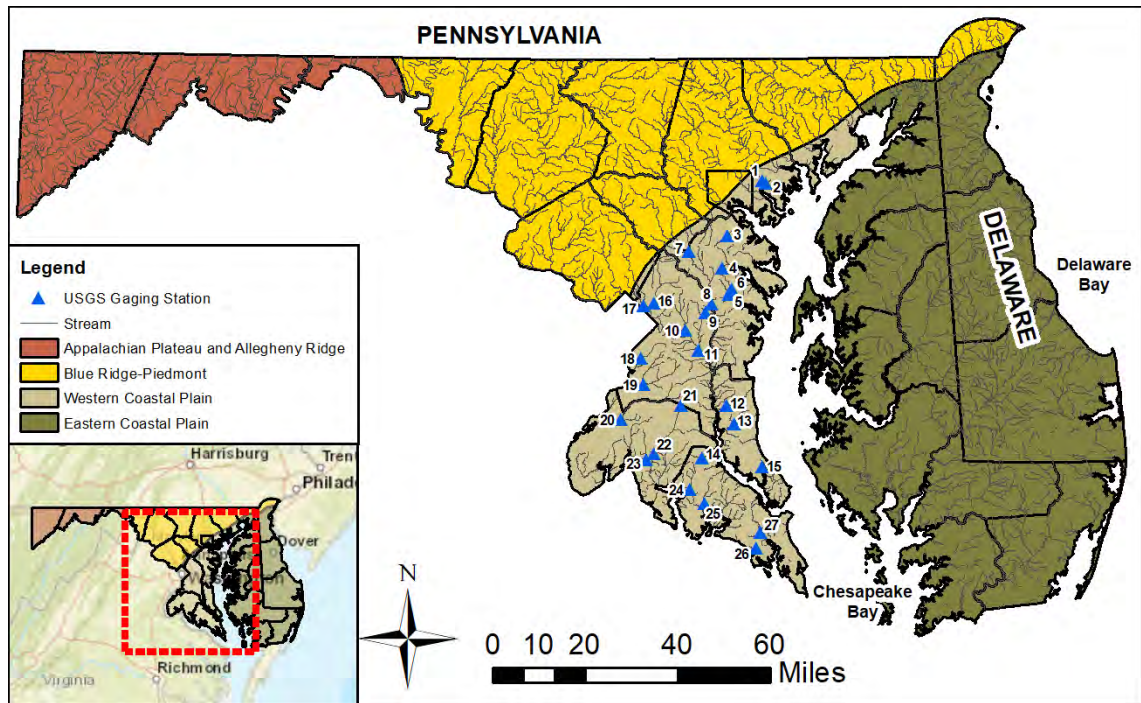 PENNSYLVANIA
1
2
3
7
4
6
8
5
9
17
16
10
11
18
19
21
12
20
13
22
14
23
15
24
25
27
26
DELAWARE
Delaware
Bay
Chesapeake
Bay
Legend
USGS Gaging Station
Stream
Appalachian Plateau and Allegheny Ridge
Blue Ridge-Piedmont
Western Coastal Plain
Eastern Coastal Plain
Harrisburg
Tren
Philad
Dover
Richmond
Virginia
N
0 10 20 40 60
Miles